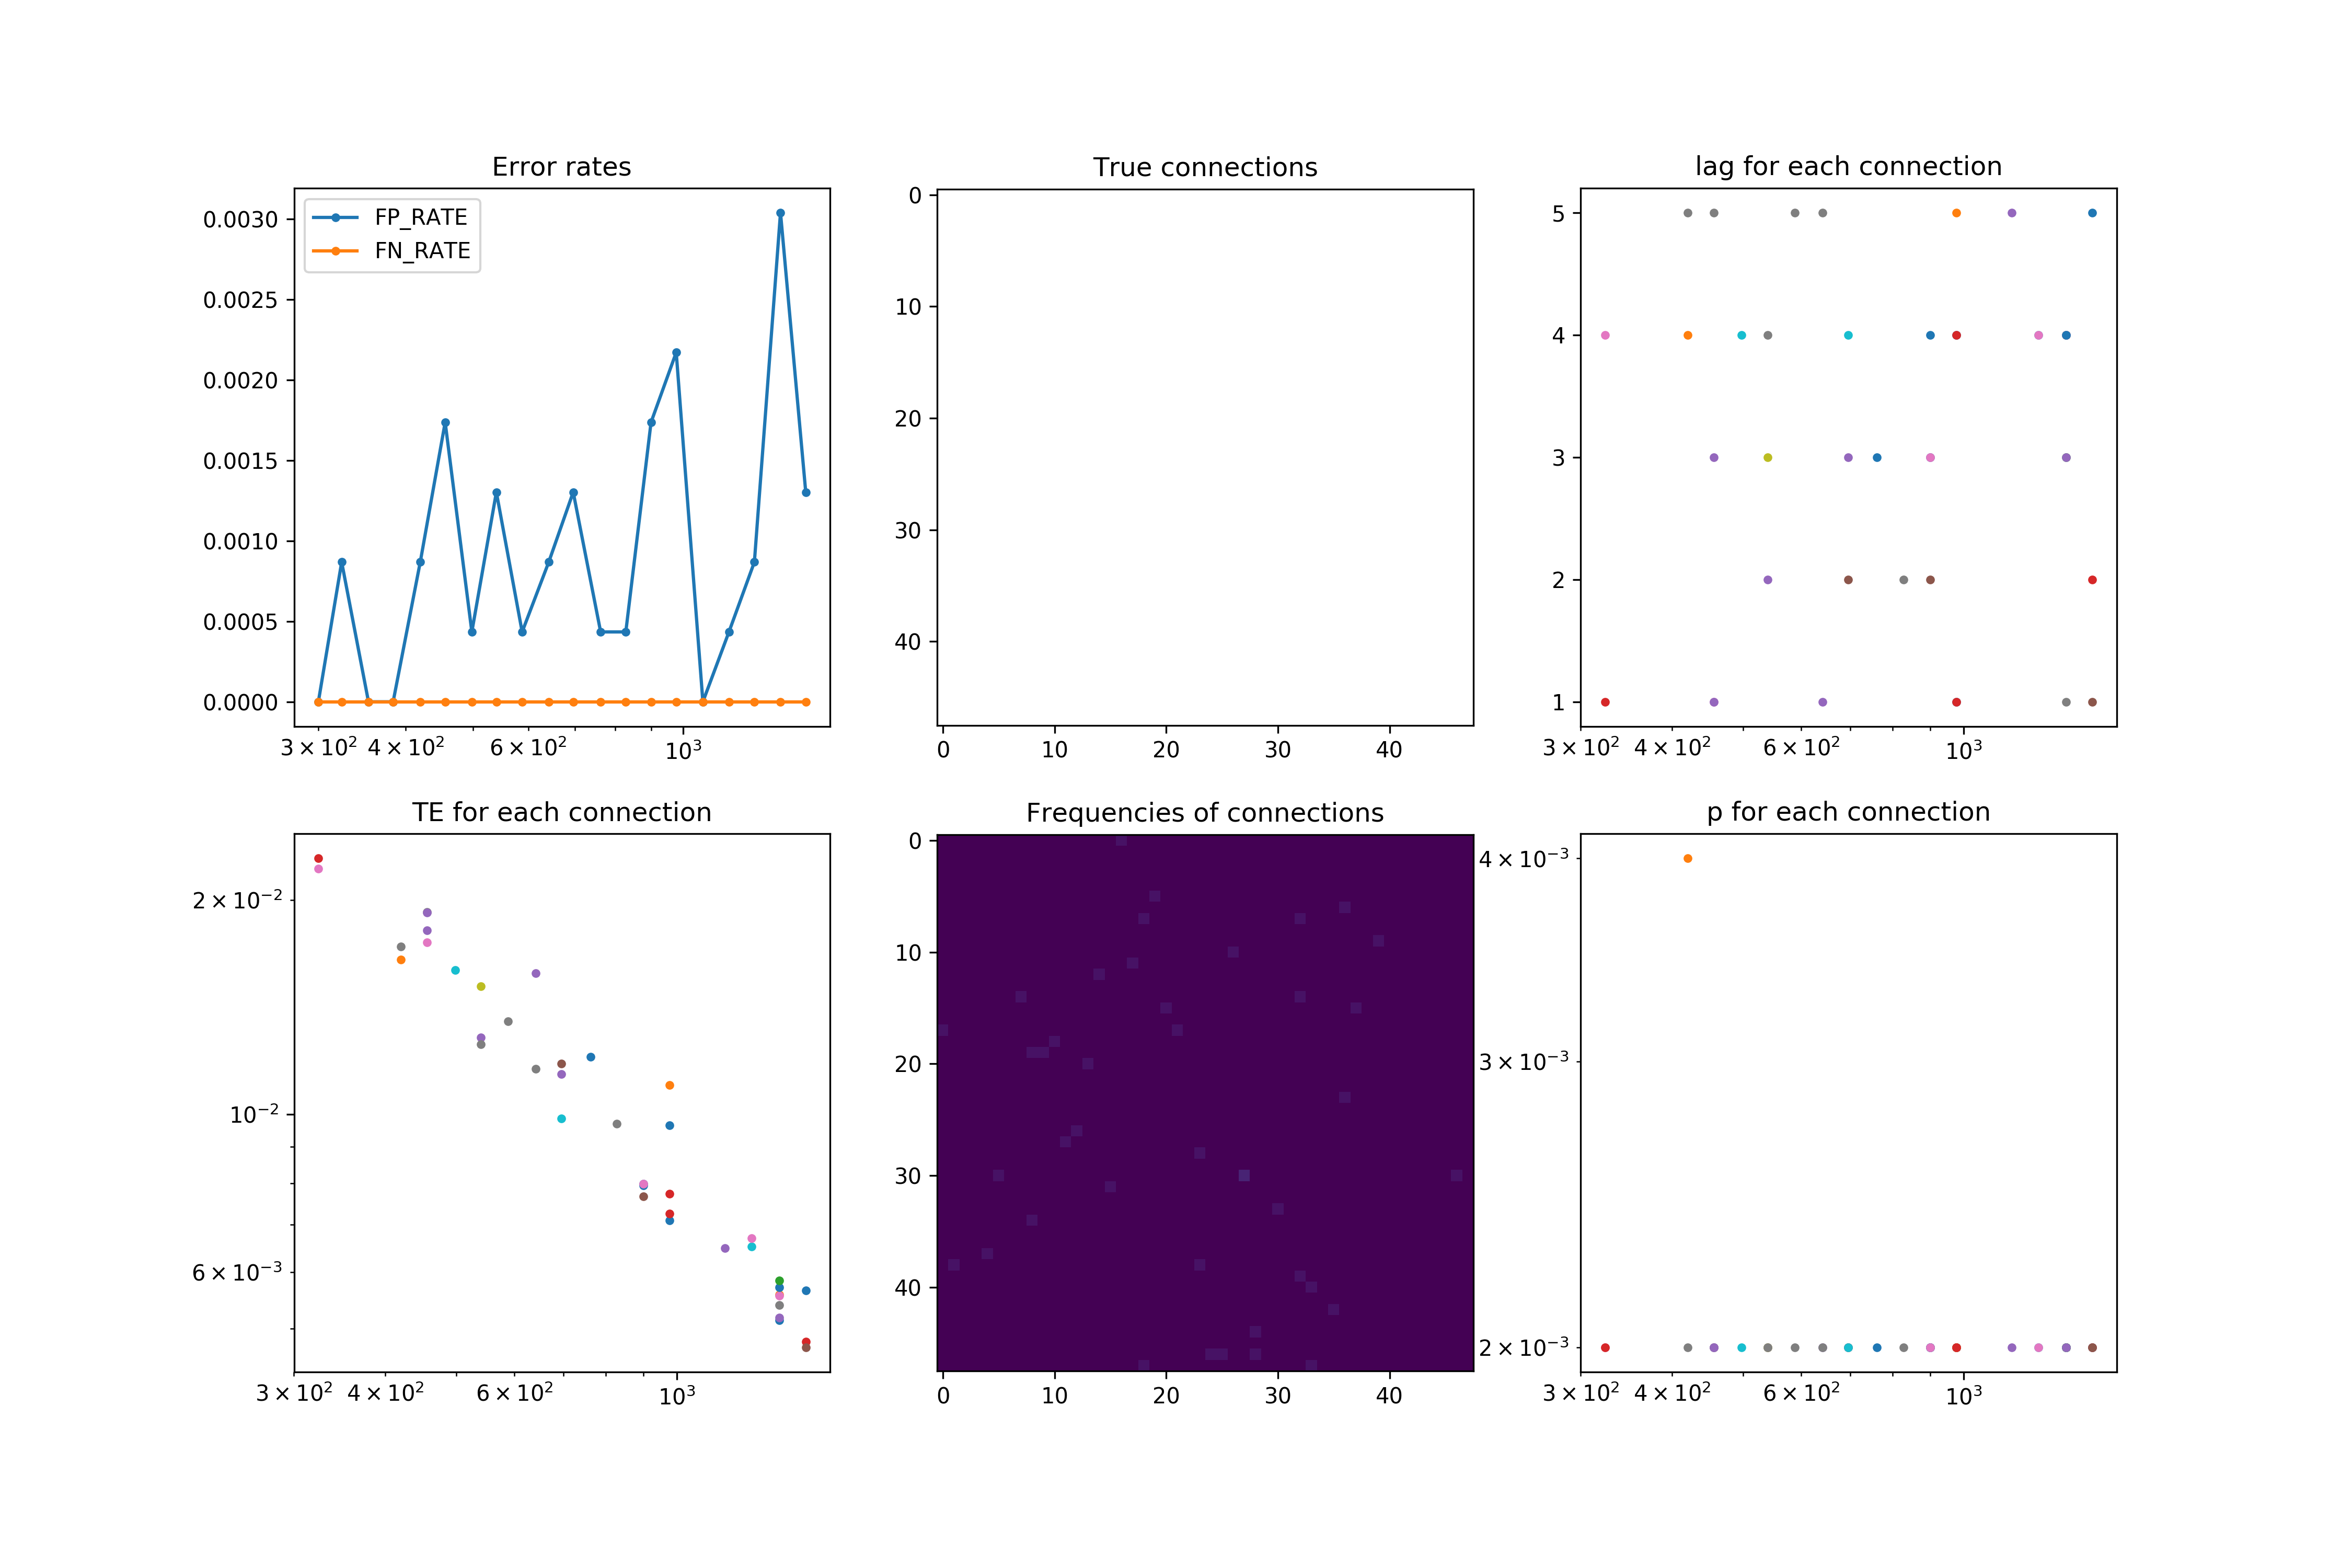 Error rates
FP_RATE
FN_RATE
0.0030
0.0025
0.0020
0.0015
0.0010
0.0005
0.0000
3 × 10² 4 × 10² 6 × 10² 10³
True connections
0
10
20
30
40
0 10 20 30 40
lag for each connection
5
4
3
2
1
3 × 10² 4 × 10² 6 × 10² 10³
TE for each connection
2 × 10⁻²
10⁻²
6 × 10⁻³
3 × 10² 4 × 10² 6 × 10² 10³
Frequencies of connections
0
10
20
30
40
0 10 20 30 40
p for each connection
4 × 10⁻³
3 × 10⁻³
2 × 10⁻³
3 × 10² 4 × 10² 6 × 10² 10³